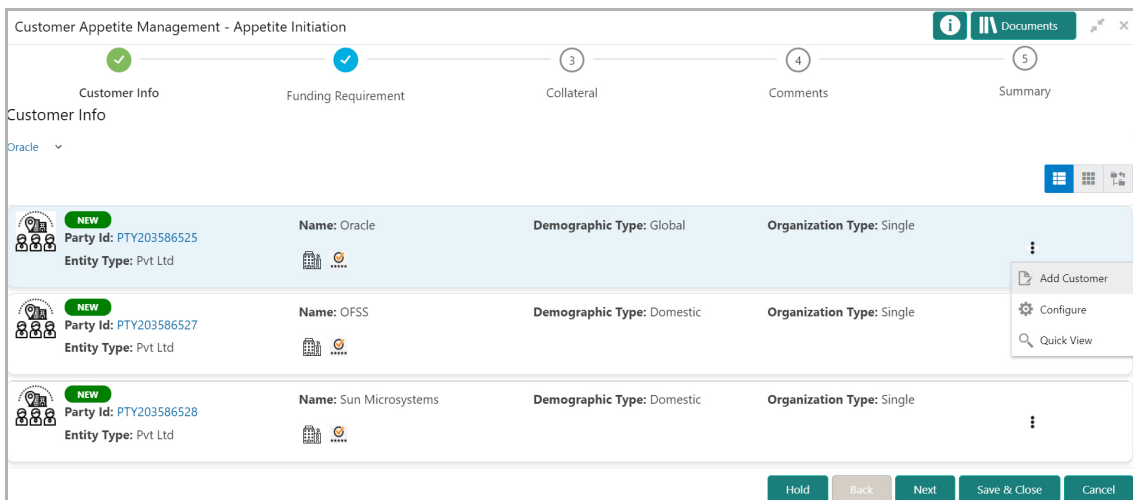 Customer Appetite Management - Appetite Initiation
i Documents
3 4 5
Customer Info Funding Requirement Collateral Comments Summary
Customer Info
Oracle
NEW
Name: Oracle Demographic Type: Global Organization Type: Single
Party Id: PTY203586525
Entity Type: Pvt Ltd
Add Customer
Configure
Quick View
NEW
Name: OFSS Demographic Type: Domestic Organization Type: Single
Party Id: PTY203586527
Entity Type: Pvt Ltd
NEW
Name: Sun Microsystems Demographic Type: Domestic Organization Type: Single
Party Id: PTY203586528
Entity Type: Pvt Ltd
Hold Back Next Save & Close Cancel